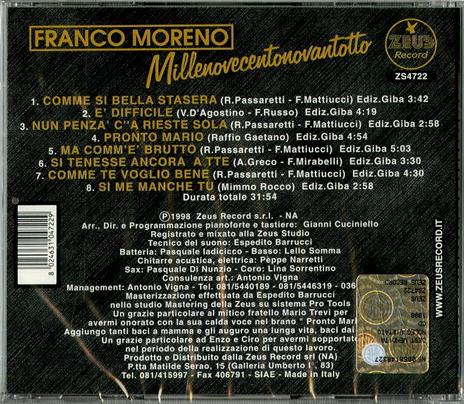 FRANCO MORENO
Millenovecentonovantotto
ZEUS
Record
ZS4722
1. COMME SI BELLA STASERA (R.Passaretti - F.Mattiucci) Ediz.Giba 3:42
2. E' DIFFICILE (V.D'Agostino - F.Russo) Ediz.Giba 4:19
3. NUN PENZA' C''A RIESTE SOLA (R.Passaretti - F.Mattiucci) Ediz.Giba 2:58
4. PRONTO MARIO (Raffio Gaetano) Ediz.Giba 4:54
5. MA COMM'E' BRUTTO (R.Passaretti - F.Mattiucci) Ediz.Giba 5:03
6. SI TENESSE ANCORA A TTE (A.Greco - F.Mirabelli) Ediz.Giba 4:30
7. COMME TE VOGLIO BENE (R.Passaretti - F.Mattiucci) Ediz.Giba 3:30
8. SI ME MANCHE TU (Mimmo Rocco) Ediz.Giba 2:58
Durata totale 31:54
℗ 1998 Zeus Record s.r.l. - NA
Arr., Dir. e Programmazione pianoforte e tastiere: Gianni Cuciniello
Registrato e mixato alla Zeus Studio
Tecnico del suono: Espedito Barrucci
Batteria: Pasquale Iadicicco - Basso: Lello Somma
Chitarre acustica, elettrica: Peppe Narretti
Sax: Pasquale Di Nunzio - Coro: Lina Sorrentino
Consulenza art.: Antonio Vigna
Management: Antonio Vigna - Tel. 081/5440189 - 081/5446319 - 036
Masterizzazione effettuata da Espedito Barrucci
nello studio Mastering della Zeus su sistema Pro Tools
Un grazie particolare al mitico fratello Mario Trevi per
avermi onorato con la sua calda voce nel brano " Pronto Mari
Aggiungo tanti baci a mamma e gli auguro una lunga vita, baci dai
Un grazie particolare ad Enzo e Ciro per avermi sopportato nel
periodo della realizzazione di questo lavoro.
Prodotto e Distribuito dalla Zeus Record srl (NA)
P.tta Matilde Serao, 15 (Galleria Umberto I°, 83)
Tel. 081/415997 - Fax 406791 - SIAE - Made in Italy
8 024631 047229
WWW.ZEUSRECORD.IT